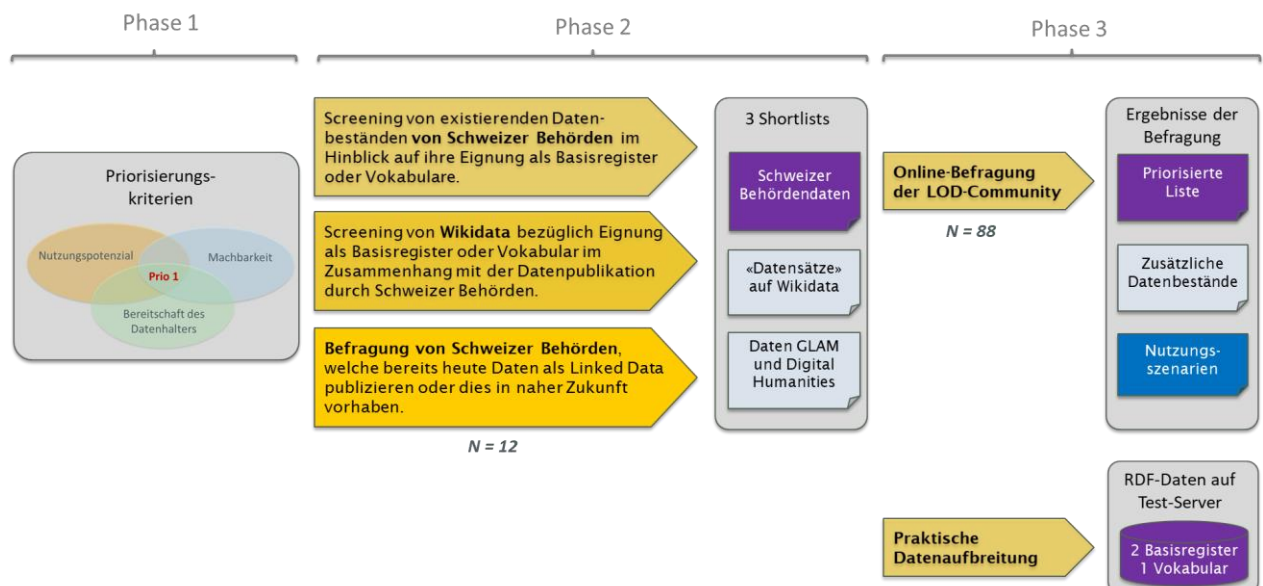 Phase 1
Phase 2
Phase 3
Priorisierungs-
kriterien
Nutzungspotenzial
Machbarkeit
Prio 1
Bereitschaft des
Datenhalters
Screening von existierenden Daten-
beständen von Schweizer Behörden im
Hinblick auf ihre Eignung als Basisregister
oder Vokabulare.
Screening von Wikidata bezüglich Eignung
als Basisregister oder Vokabular im
Zusammenhang mit der Datenpublikation
durch Schweizer Behörden.
Befragung von Schweizer Behörden,
welche bereits heute Daten als Linked Data
publizieren oder dies in naher Zukunft
vorhaben.
N = 12
3 Shortlists
Schweizer
Behördendaten
«Datensätze»
auf Wikidata
Daten GLAM
und Digital
Humanities
Online-Befragung
der LOD-Community
N = 88
Ergebnisse der
Befragung
Priorisierte
Liste
Zusätzliche
Datenbestände
Nutzungs-
szenarien
Praktische
Datenaufbreitung
RDF-Daten auf
Test-Server
2 Basisregister
1 Vokabular